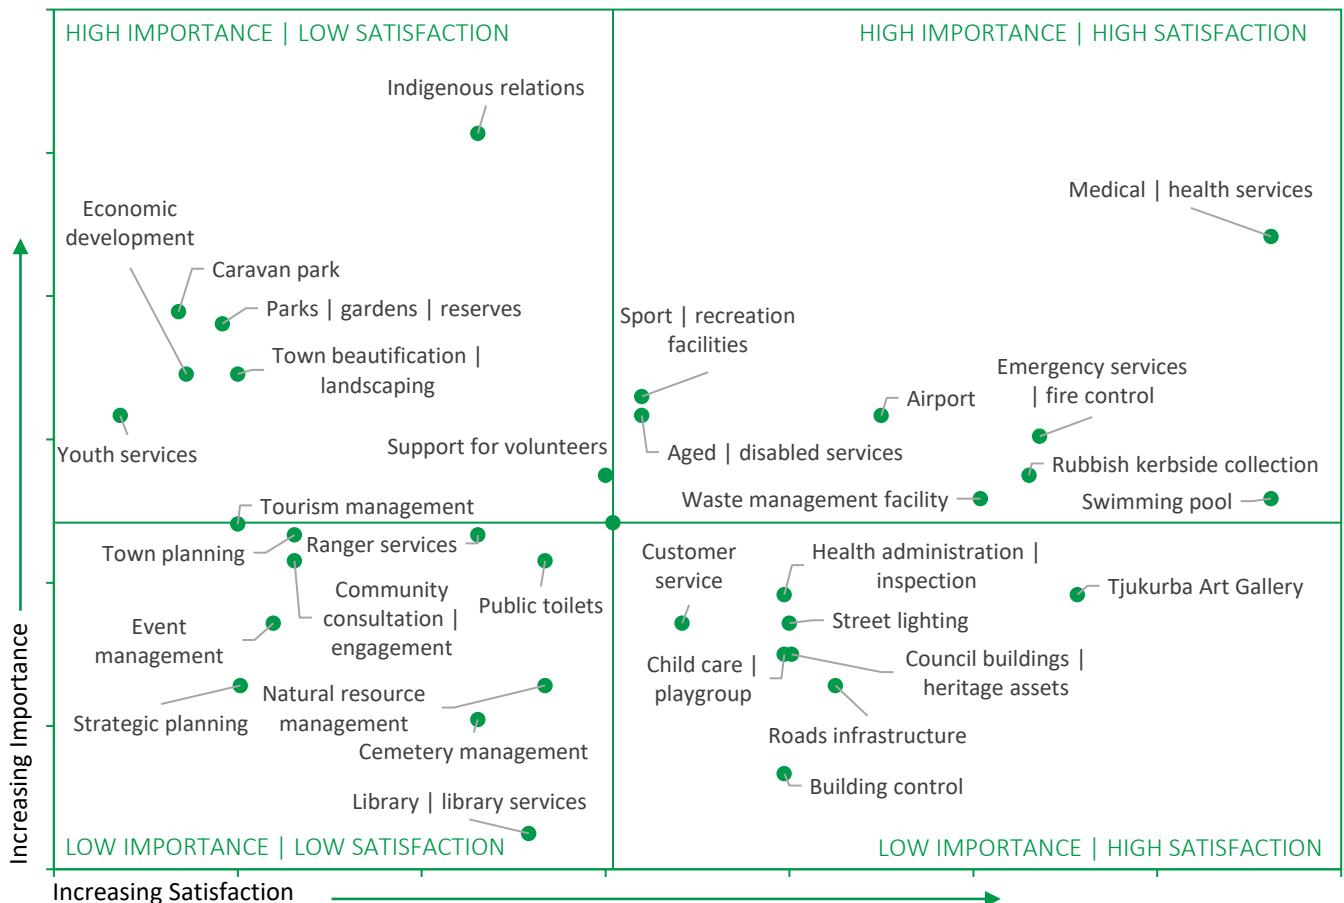 HIGH IMPORTANCE | LOW SATISFACTION
HIGH IMPORTANCE | HIGH SATISFACTION
Indigenous relations
Medical | health services
Economic
development
Caravan park
Parks | gardens | reserves
Sport | recreation
facilities
Town beautification |
landscaping
Emergency services
| fire control
Airport
Youth services
Support for volunteers
Aged | disabled services
Rubbish kerbside collection
Waste management facility
Swimming pool
Tourism management
Town planning
Ranger services
Customer
service
Health administration |
inspection
Tjukurba Art Gallery
Community
consultation |
engagement
Public toilets
Event
management
Street lighting
Child care |
playgroup
Council buildings |
heritage assets
Strategic planning
Natural resource
management
Cemetery management
Roads infrastructure
Building control
Library | library services
LOW IMPORTANCE | LOW SATISFACTION
LOW IMPORTANCE | HIGH SATISFACTION
Increasing Importance
Increasing Satisfaction